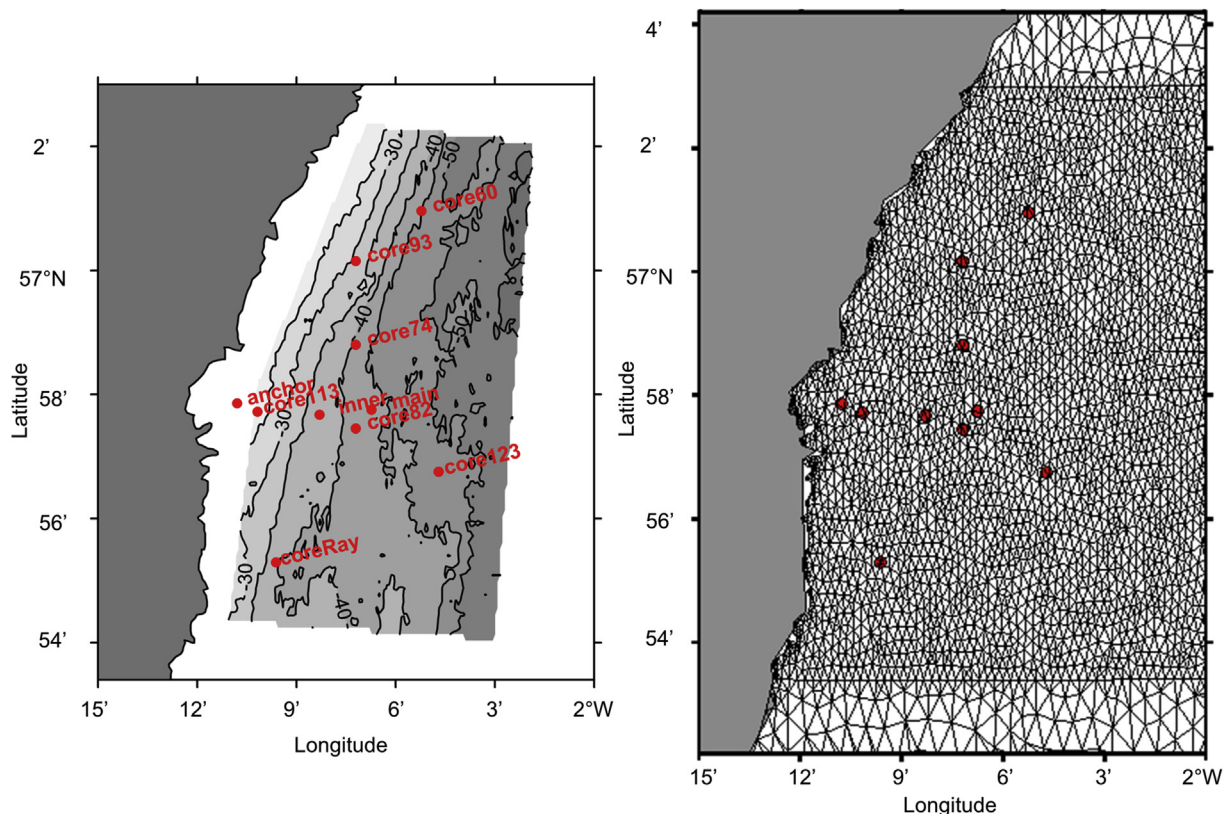 2’
57°N
58’
56’
54’
Latitude
15’ 12’ 9’ 6’ 3’ 2°W
Longitude
-30
-40
-50
core60
core93
-40
-50
core74
anchor
core113
inner main
-30
core82
-50
core123
coreRay
-30
-40
4’
2’
57°N
58’
56’
54’
Latitude
15’ 12’ 9’ 6’ 3’ 2°W
Longitude